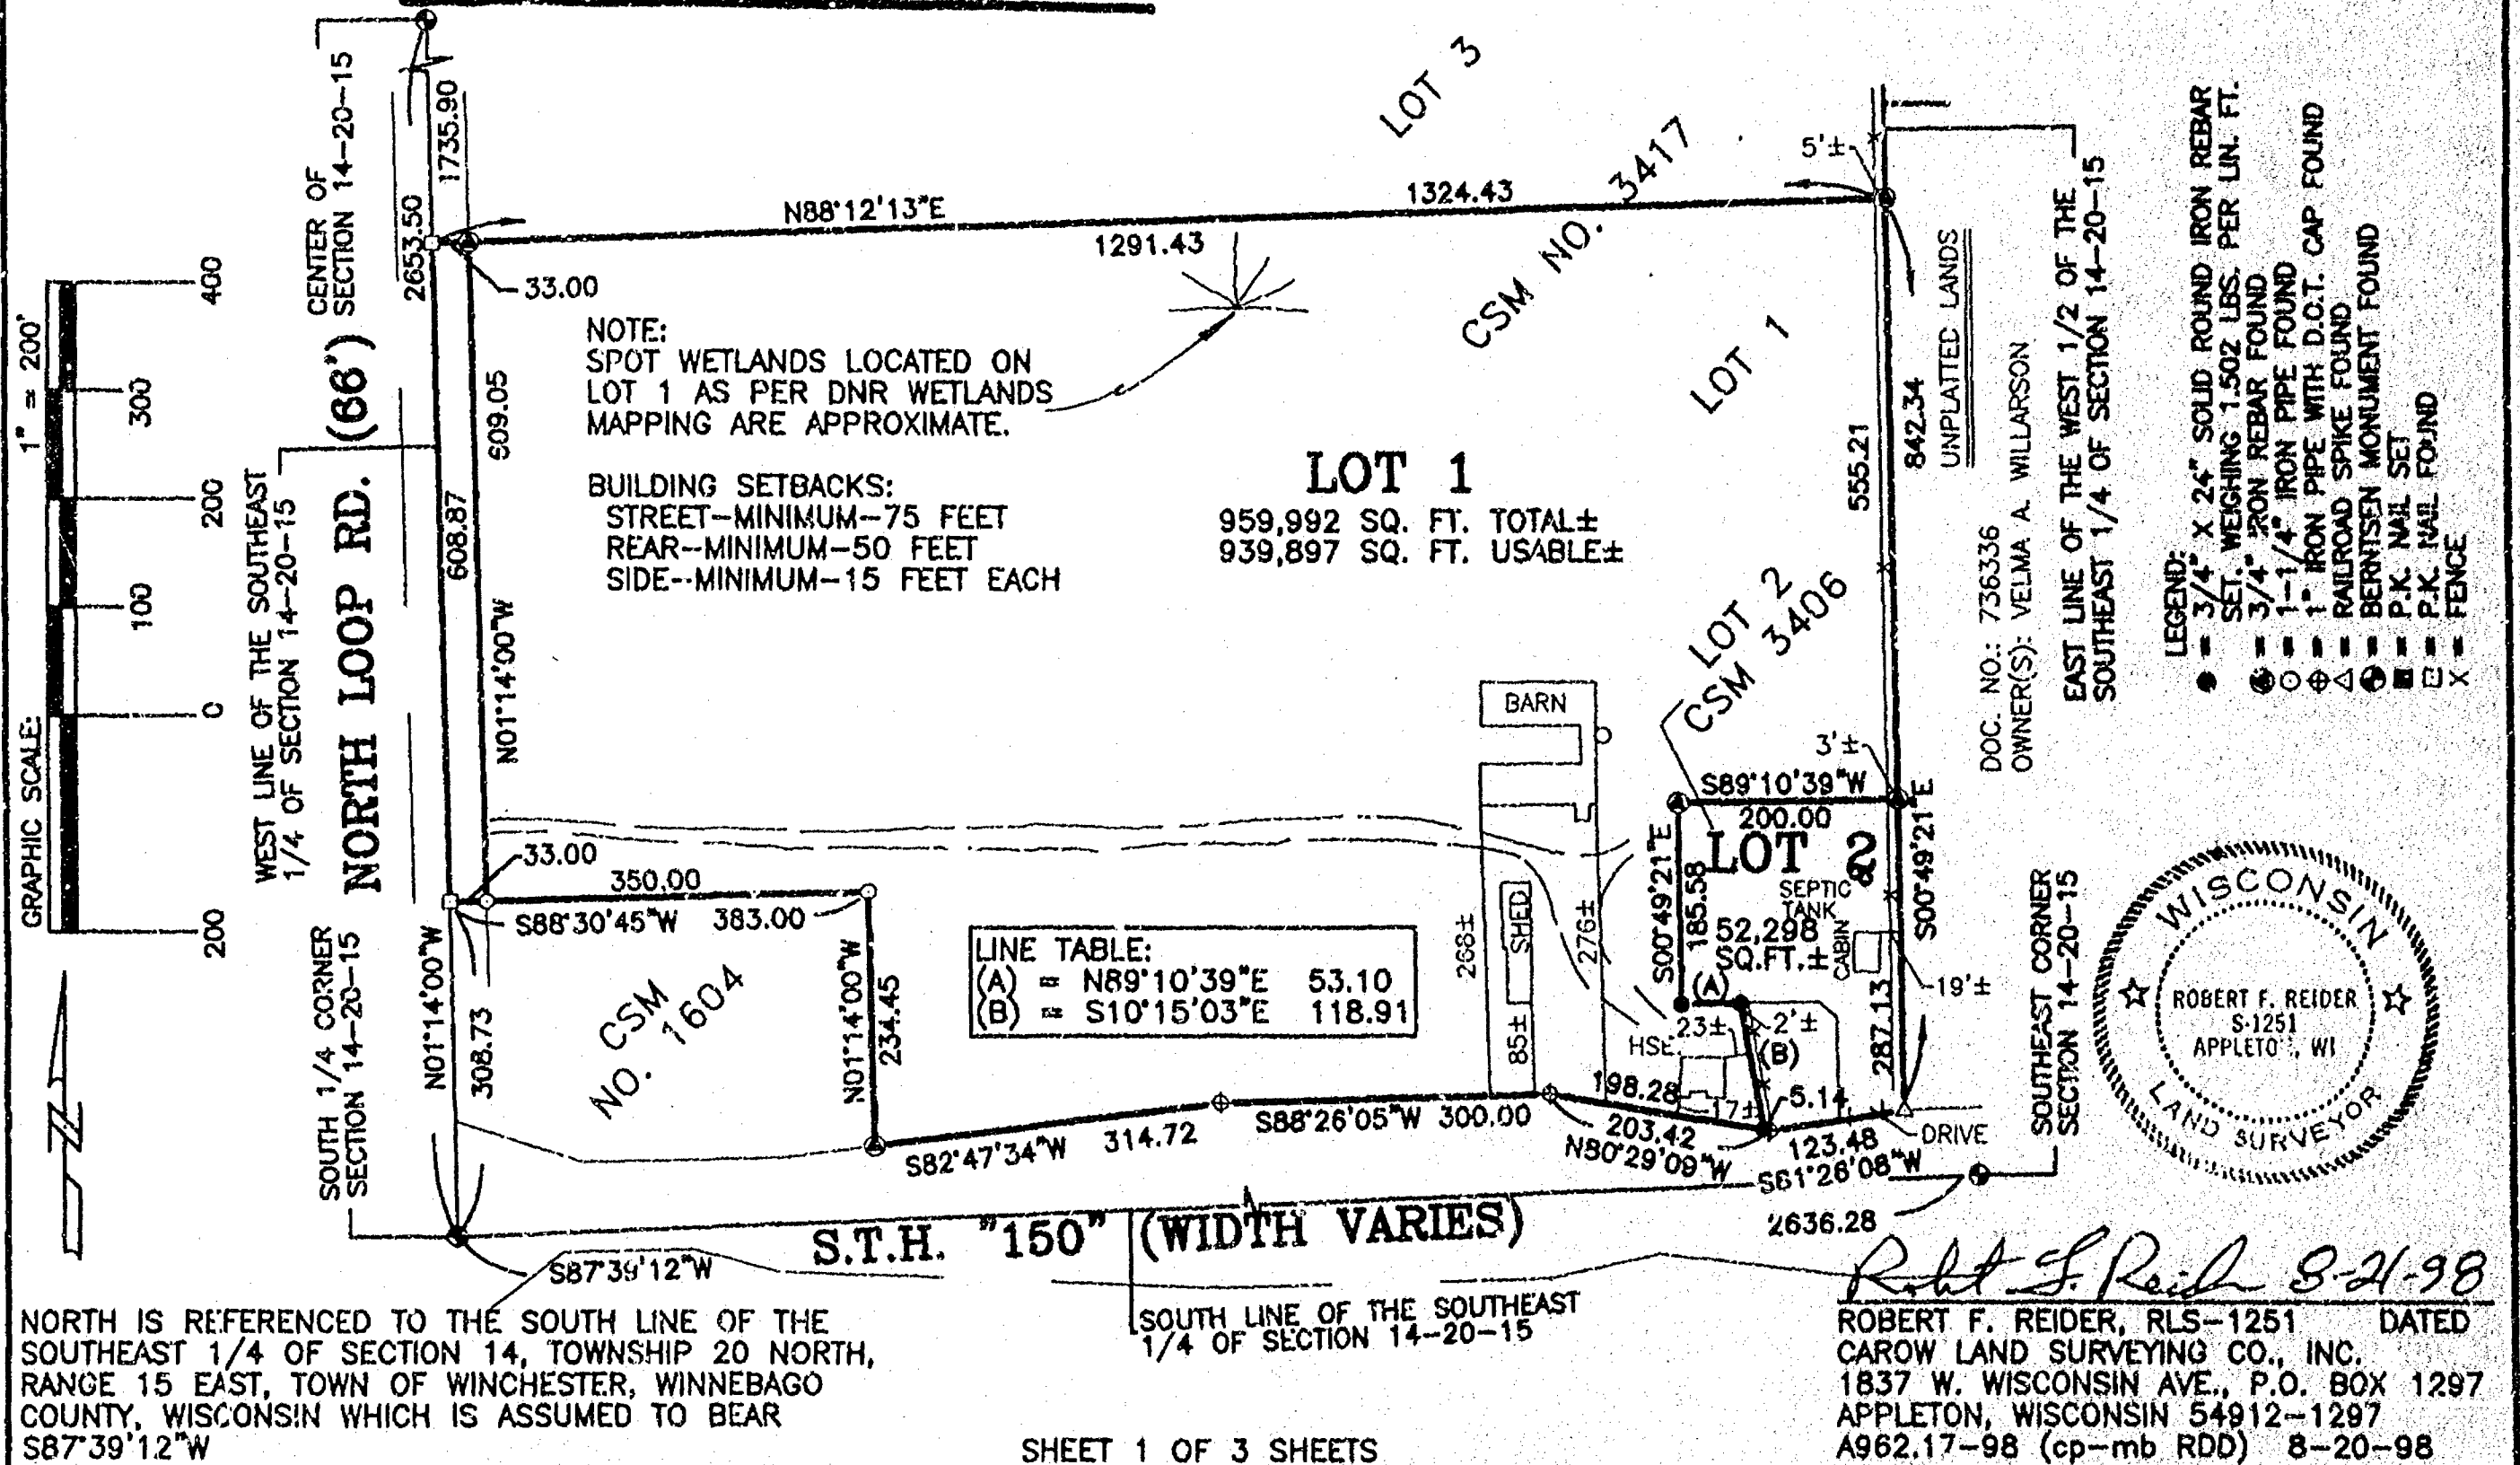 LOT 3
CSM NO. 3417
LOT 1
CENTER OF
SECTION 14-20-15
1735.90
2653.50
N88°12'13"E
1324.43
1291.43
33.00
5'±
1" = 200'
GRAPHIC SCALE:
400
300
200
100
0
200
WEST LINE OF THE SOUTHEAST
1/4 OF SECTION 14-20-15
NORTH LOOP RD. (66')
608.87
609.05
N01°14'00"W
NOTE:
SPOT WETLANDS LOCATED ON
LOT 1 AS PER DNR WETLANDS
MAPPING ARE APPROXIMATE.
BUILDING SETBACKS:
STREET-MINIMUM-75 FEET
REAR--MINIMUM-50 FEET
SIDE--MINIMUM-15 FEET EACH
LOT 1
959,992 SQ. FT. TOTAL±
939,897 SQ. FT. USABLE±
LOT 2
CSM 3406
555.21
842.34
UNPLATTED LANDS
DOC. NO.: 736336
OWNER(S): VELMA A. WILLARSON
EAST LINE OF THE WEST 1/2 OF THE
SOUTHEAST 1/4 OF SECTION 14-20-15
LEGEND:
= 3/4" X 24" SOLID ROUND IRON REBAR
SET. WEIGHING 1.502 LBS. PER LIN. FT.
= 3/4" IRON REBAR FOUND
= 1-1/4" IRON PIPE FOUND
= 1" IRON PIPE WITH D.O.T. CAP FOUND
= RAILROAD SPIKE FOUND
= BERNTSEN MONUMENT FOUND
= P.K. NAIL SET
= P.K. NAIL FOUND
X = FENCE
BARN
3'±
S89°10'39"W
200.00
S00°49'21"E
185.58
LOT 2
SEPTIC
TANK
52,298
SQ.FT.±
CABIN
S00°49'21"E
287.13
19'±
33.00
350.00
S88°30'45"W 383.00
N01°14'00"W
308.73
SOUTH 1/4 CORNER
SECTION 14-20-15
CSM
NO. 1604
N01°14'00"W
234.45
LINE TABLE:
(A) = N89°10'39"E 53.10
(B) = S10°15'03"E 118.91
268±
SHED
276±
85±
(A)
23±
2'±
HSE.
(B)
17±
5.14
198.28
203.42
N80°29'09"W
123.48
DRIVE
S82°47'34"W 314.72
S88°26'05"W 300.00
2636.28
SOUTHEAST CORNER
SECTION 14-20-15
WISCONSIN
ROBERT F. REIDER
S-1251
APPLETO , WI
LAND SURVEYOR
N
S.T.H. "150" (WIDTH VARIES)
S87°39'12"W
SOUTH LINE OF THE SOUTHEAST
1/4 OF SECTION 14-20-15
NORTH IS REFERENCED TO THE SOUTH LINE OF THE
SOUTHEAST 1/4 OF SECTION 14, TOWNSHIP 20 NORTH,
RANGE 15 EAST, TOWN OF WINCHESTER, WINNEBAGO
COUNTY, WISCONSIN WHICH IS ASSUMED TO BEAR
S87°39'12"W
SHEET 1 OF 3 SHEETS
Robert F. Reider 8-21-98
ROBERT F. REIDER, RLS-1251 DATED
CAROW LAND SURVEYING CO., INC.
1837 W. WISCONSIN AVE., P.O. BOX 1297
APPLETON, WISCONSIN 54912-1297
A962.17-98 (cp-mb RDD) 8-20-98